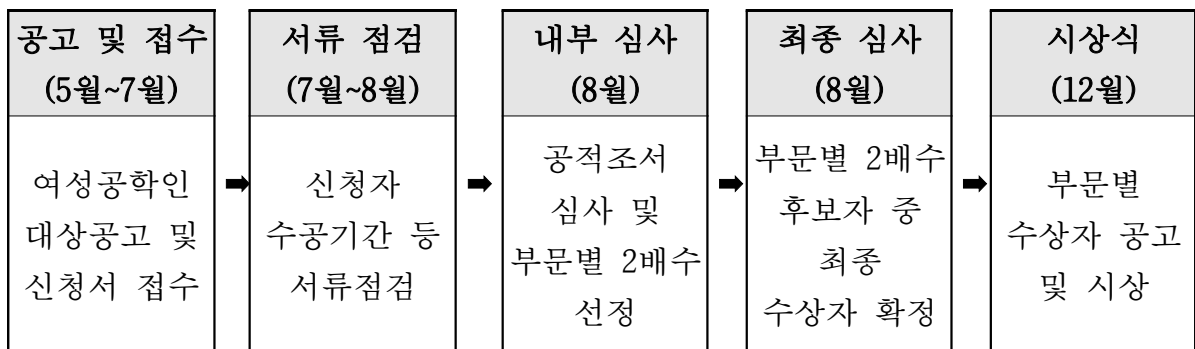 공고 및 접수
(5월~7월)
여성공학인
대상공고 및
신청서 접수
➡
서류 점검
(7월~8월)
신청자
수공기간 등
서류점검
➡
내부 심사
(8월)
공적조서
심사 및
부문별 2배수
선정
➡
최종 심사
(8월)
부문별 2배수
후보자 중
최종
수상자 확정
➡
시상식
(12월)
부문별
수상자 공고
및 시상